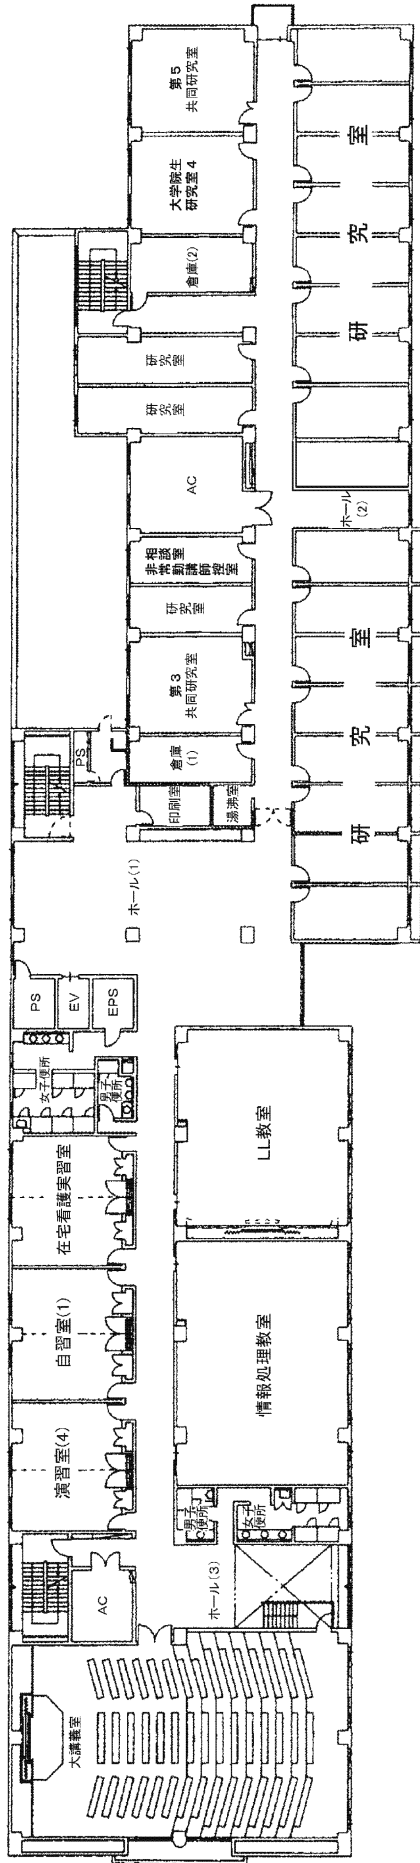 第5
共同研究室
大学院生
研究室4
倉庫(2)
研究室
研究室
AC
相談室
非常勤講師控室
研究室
第3
共同研究室
倉庫
(1)
PS
印刷室
湯沸室
ホール(1)
研究室
ホール
(2)
研究室
PS
EV
EPS
女子便所
男子
便所
在宅看護実習室
自習室(1)
演習室(4)
LL教室
情報処理教室
男子
便所
女子
便所
AC
ホール(3)
大講義室